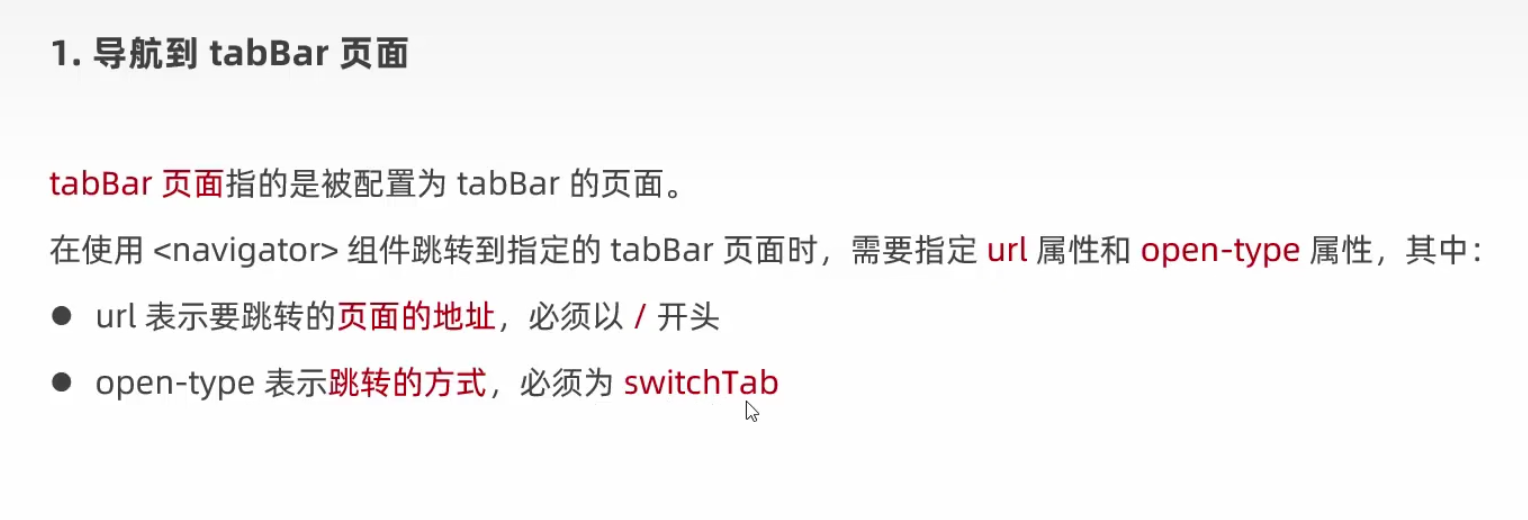 1. 导航到 tabBar 页面
tabBar 页面指的是被配置为 tabBar 的页面。
在使用 <navigator> 组件跳转到指定的 tabBar 页面时，需要指定 url 属性和 open-type 属性，其中：
● url 表示要跳转的页面的地址，必须以 / 开头
● open-type 表示跳转的方式，必须为 switchTab